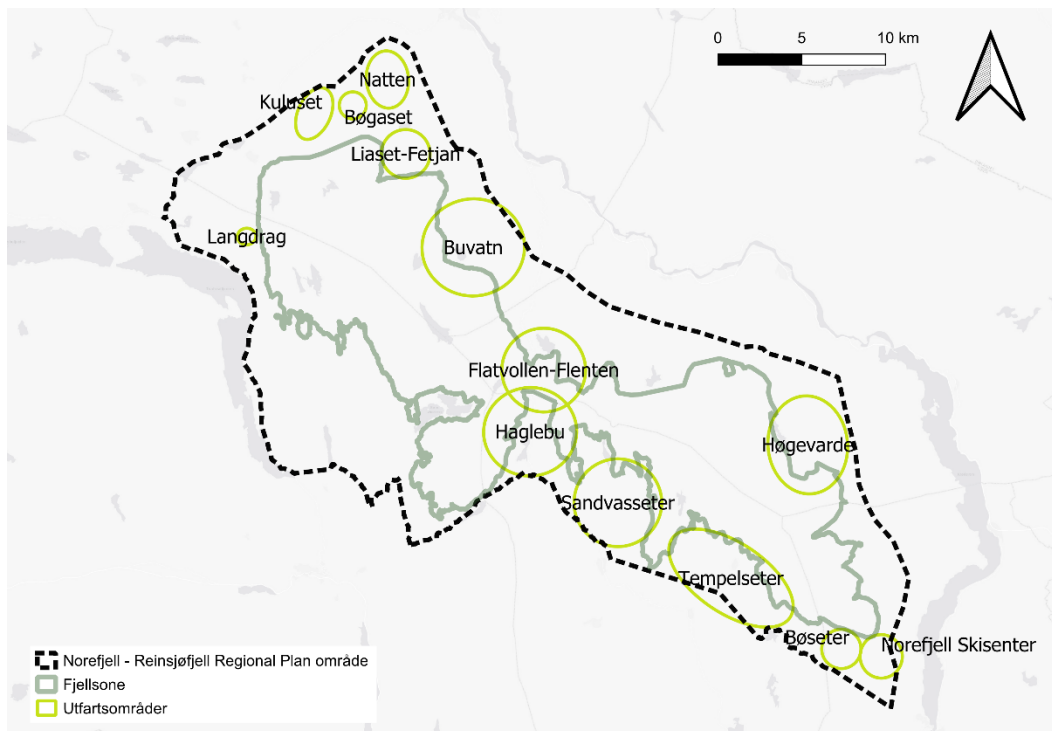 0 5 10 km
Natten
Kuluset
Bøgaset
Liaset-Fetjan
Langdrag
Buvatn
Flatvollen-Flenten
Haglebu
Høgevarde
Sandvasseter
Tempelseter
Bøseter
Norefjell Skisenter
Norefjell - Reinsjøfjell Regional Plan område
Fjellsone
Utfartsområder